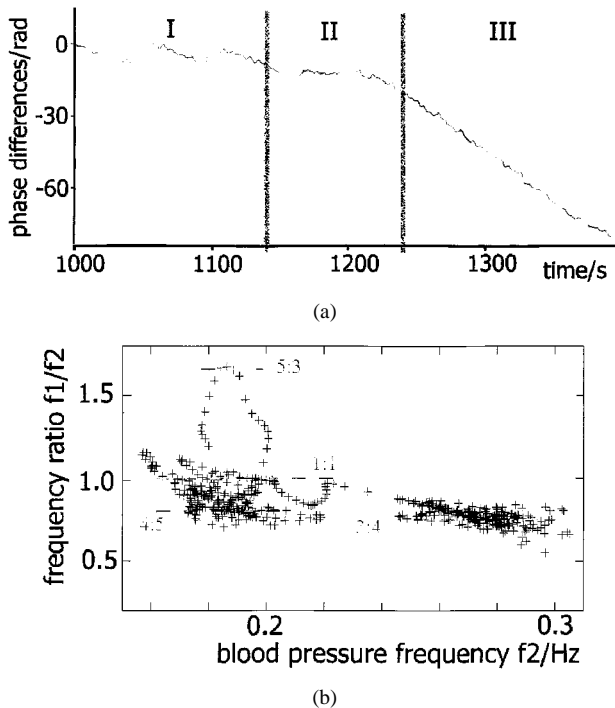 I II III
phase differences/rad
0
-30
-60
1000 1100 1200 1300 time/s
(a)
frequency ratio f1/f2
1.5
1.0
0.5
5:3
1:1
4:5
0.2 0.3
blood pressure frequency f2/Hz
(b)